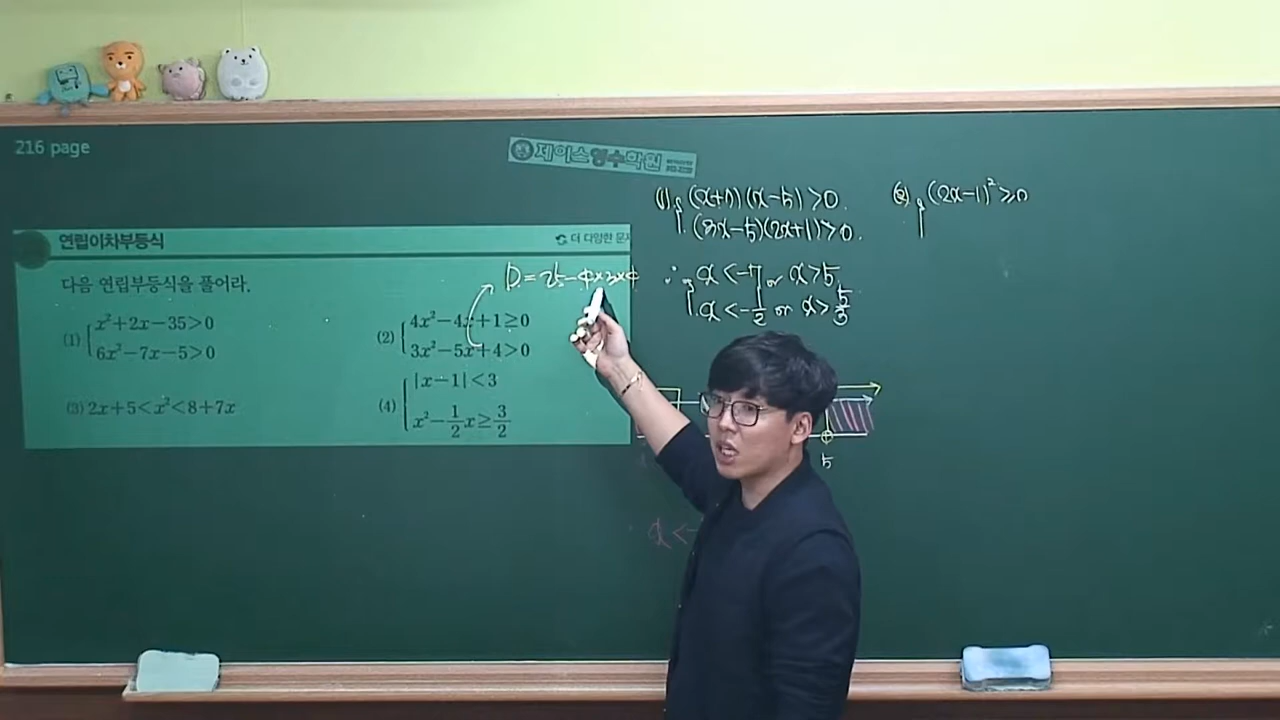 216 page
제이스영수학원
연립이차부등식
더 다양한 문제
다음 연립부등식을 풀어라.
(1) x²+2x−35>0
6x²−7x−5>0
(2) 4x²−4x+1≥0
3x²−5x+4>0
(3) 2x+5<x²<8+7x
(4) |x−1|<3
x²−1/2x≥3/2
D=25−4×3×4
(1) (x+7)(x−5)>0.
(3x−5)(2x+1)>0.
∴ x<−7 or x>5
x<−1/2 or x>5/3
5
x<−
(2) (2x−1)²≥0